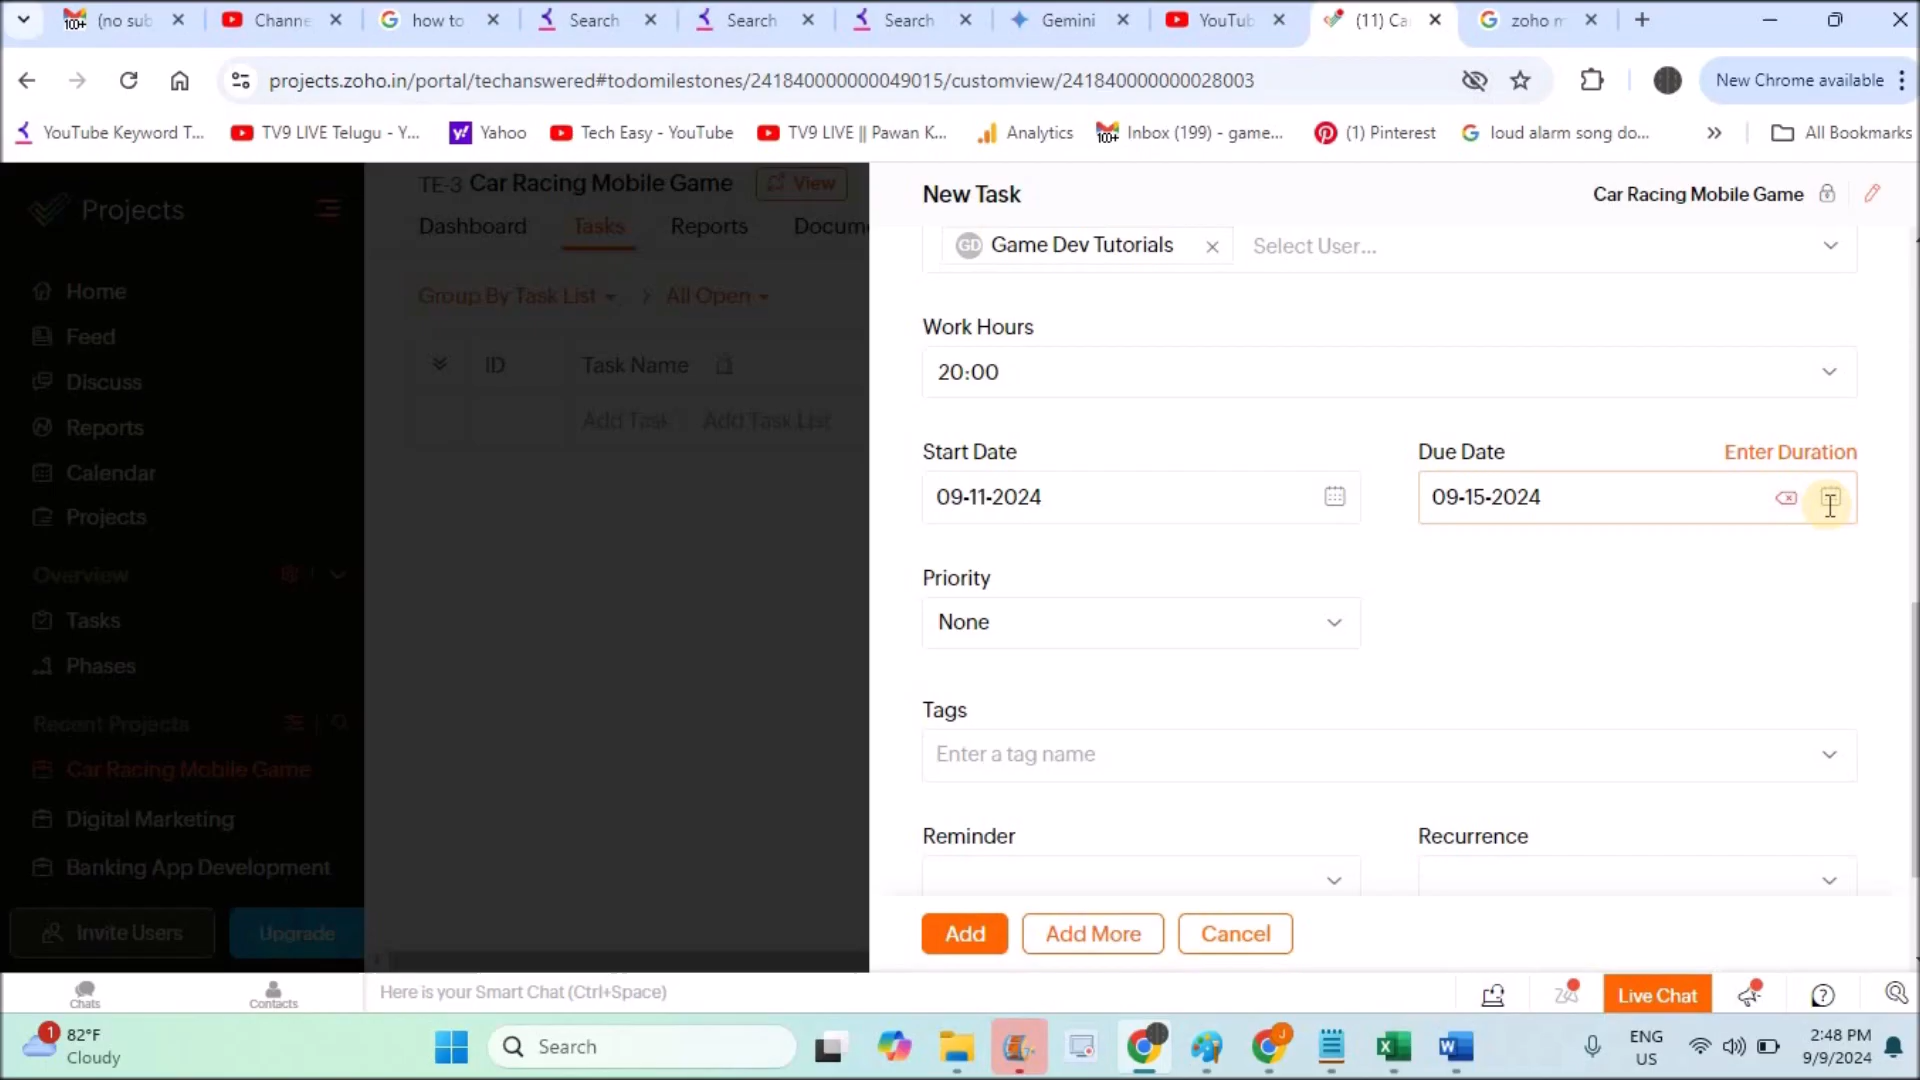 (no sub
Channe
how to
Search
Search
Search
Gemini
YouTub
(11) Ca
zoho m
projects.zoho.in/portal/techanswered#todomilestones/241840000000049015/customview/241840000000028003
New Chrome available
YouTube Keyword T...
TV9 LIVE Telugu - Y...
Yahoo
Tech Easy - YouTube
TV9 LIVE || Pawan K...
Analytics
Inbox (199) - game...
(1) Pinterest
loud alarm song do...
All Bookmarks
Projects
Home
Feed
Discuss
Reports
Calendar
Projects
Overview
Tasks
Phases
Recent Projects
Car Racing Mobile Game
Digital Marketing
Banking App Development
Invite Users
Upgrade
TE-3 Car Racing Mobile Game
View
Dashboard
Tasks
Reports
Docum
Group By Task List
All Open
ID
Task Name
Add Task
Add Task List
New Task
Car Racing Mobile Game
GD Game Dev Tutorials
Select User...
Work Hours
20:00
Start Date
Due Date
Enter Duration
09-11-2024
09-15-2024
Priority
None
Tags
Enter a tag name
Reminder
Recurrence
Add
Add More
Cancel
Chats
Contacts
Here is your Smart Chat (Ctrl+Space)
Live Chat
1
82°F
Cloudy
Search
ENG
US
2:48 PM
9/9/2024